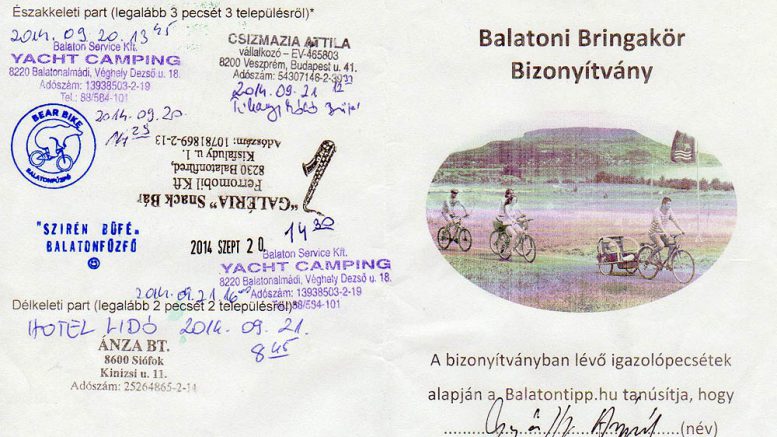 Északkeleti part (legalább 3 pecsét 3 településről)*
2014.09.20. 13 45
Balaton Service Kft.
YACHT CAMPING
8220 Balatonalmádi, Véghely Dezső u. 18.
Adószám: 13938503-2-19
Tel.: 88/584-101
CSIZMAZIA ATTILA
vállalkozó – EV-465803
8200 Veszprém, Budapest u. 41.
Adószám: 54307146-2-39
2014.09.21
BEAR BIKE
BALATONFŰZFŐ
2014.09.20.
"GALÉRIA" Snack Bár
Ferromobil Kft
8230 Balatonfüred,
Kisfaludy u. 1.
Adószám: 10781869-2-13
"SZIRÉN BÜFÉ."
BALATONFŰZFŐ
2014 SZEPT 20.
14 30
Balaton Service Kft.
YACHT CAMPING
8220 Balatonalmádi, Véghely Dezső u. 18.
Adószám: 13938503-2-19
Tel.: 88/584-101
2014.09.21
Délkeleti part (legalább 2 pecsét 2 településről)*
HOTEL LIDÓ 2014.09.21.
8 45
ÁNZA BT.
8600 Siófok
Kinizsi u. 11.
Adószám: 25264865-2-14
Balatoni Bringakör
Bizonyítvány
A bizonyítványban lévő igazolópecsétek
alapján a Balatontipp.hu tanúsítja, hogy
(név)